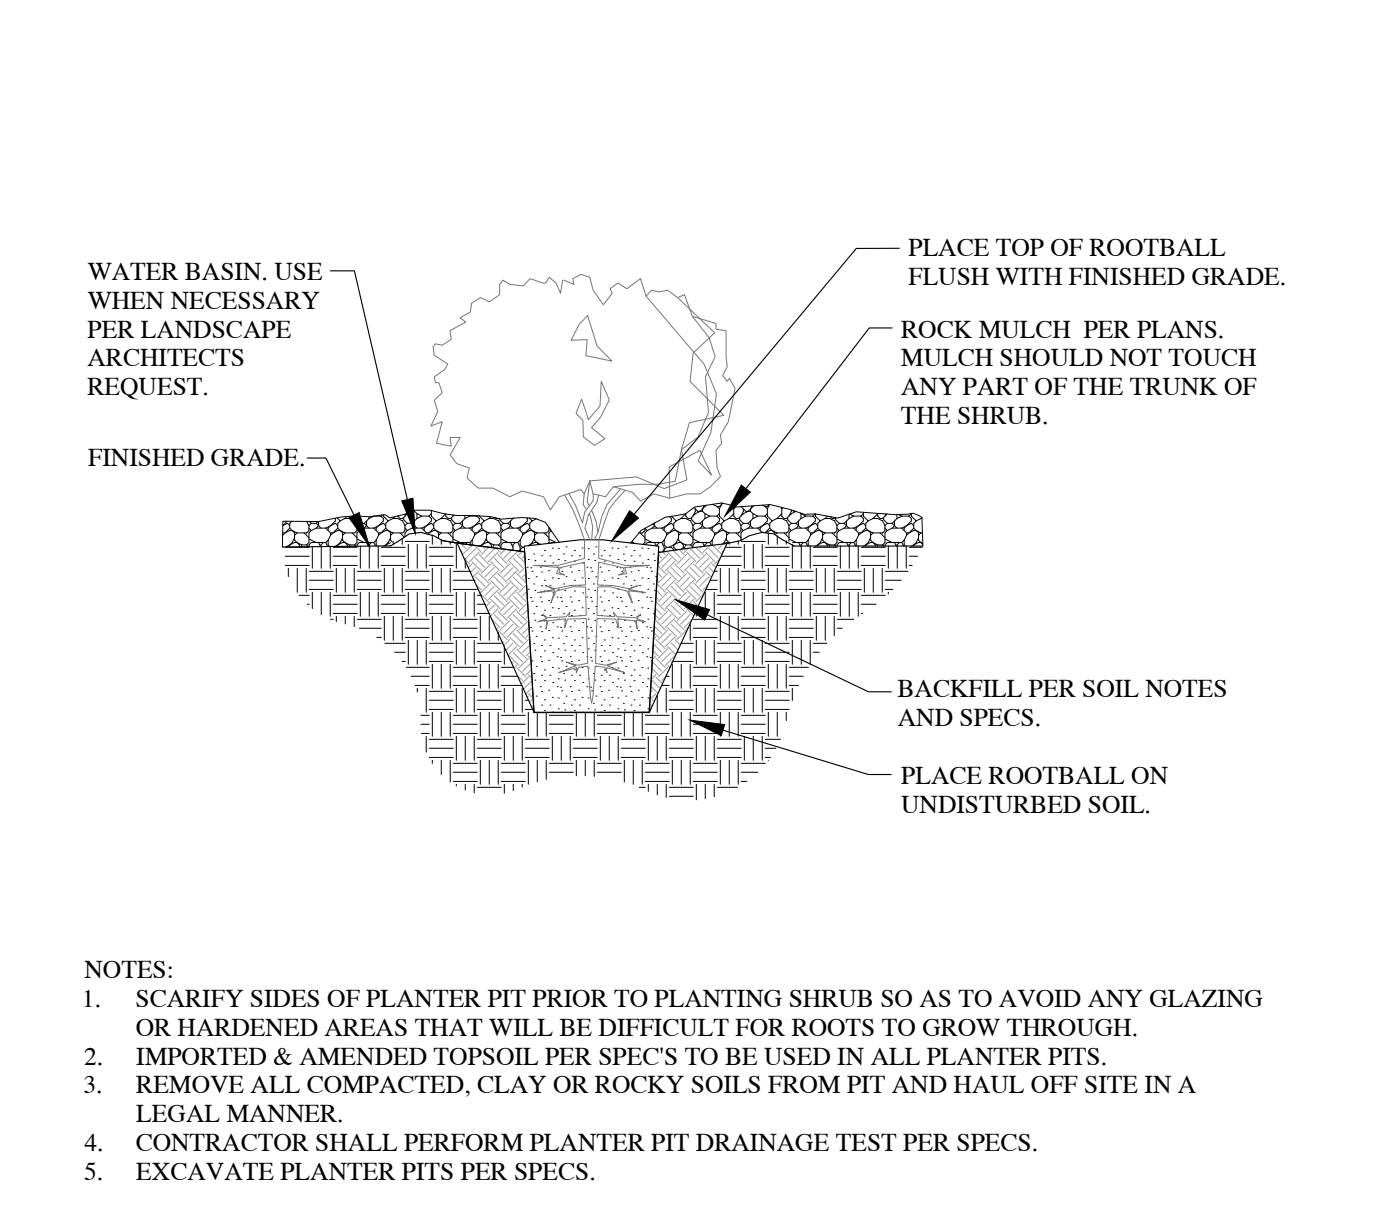 WATER BASIN. USE
WHEN NECESSARY
PER LANDSCAPE
ARCHITECTS
REQUEST.
FINISHED GRADE.
PLACE TOP OF ROOTBALL
FLUSH WITH FINISHED GRADE.
ROCK MULCH PER PLANS.
MULCH SHOULD NOT TOUCH
ANY PART OF THE TRUNK OF
THE SHRUB.
BACKFILL PER SOIL NOTES
AND SPECS.
PLACE ROOTBALL ON
UNDISTURBED SOIL.
NOTES:
1. SCARIFY SIDES OF PLANTER PIT PRIOR TO PLANTING SHRUB SO AS TO AVOID ANY GLAZING
OR HARDENED AREAS THAT WILL BE DIFFICULT FOR ROOTS TO GROW THROUGH.
2. IMPORTED & AMENDED TOPSOIL PER SPEC'S TO BE USED IN ALL PLANTER PITS.
3. REMOVE ALL COMPACTED, CLAY OR ROCKY SOILS FROM PIT AND HAUL OFF SITE IN A
LEGAL MANNER.
4. CONTRACTOR SHALL PERFORM PLANTER PIT DRAINAGE TEST PER SPECS.
5. EXCAVATE PLANTER PITS PER SPECS.